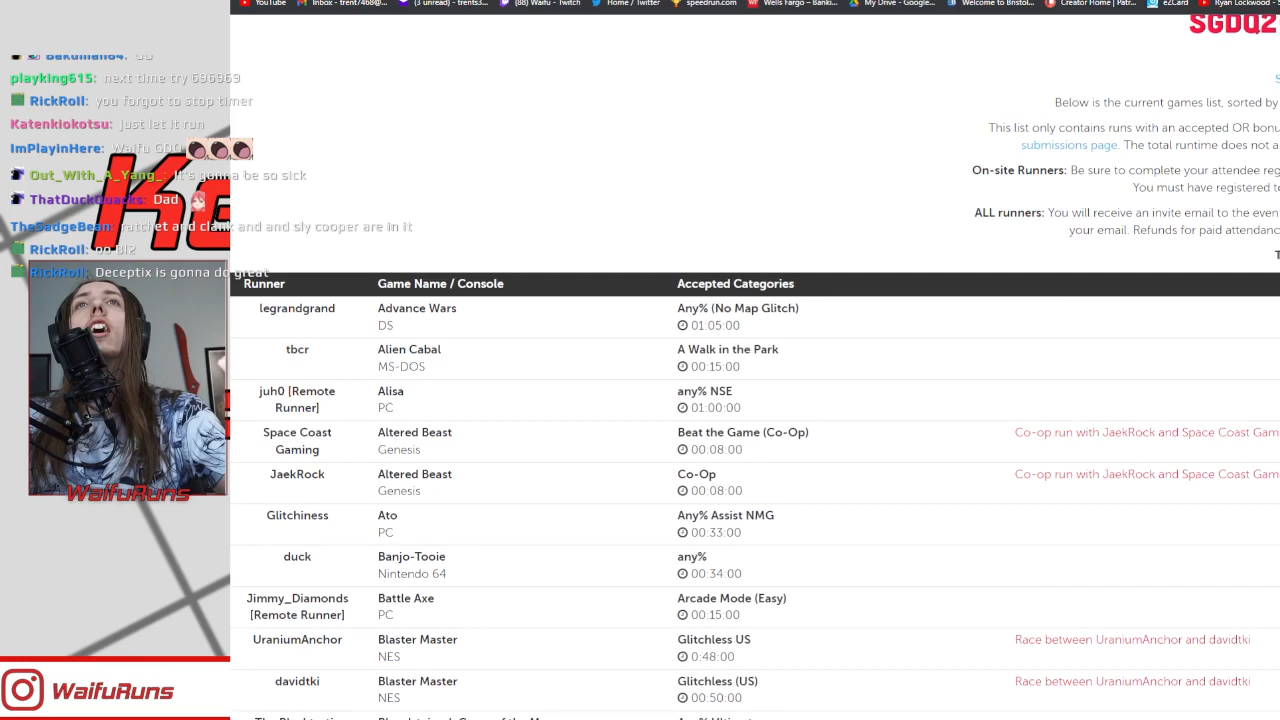 YouTube
Inbox - trent7468@...
(3 unread) - trents3...
(88) Waifu - Twitch
Home / Twitter
speedrun.com
Wells Fargo – Banki...
My Drive - Google...
Welcome to Bristol...
Creator Home | Patr...
eZCard
Ryan Lockwood - S
SGDQ2
Bakuman64: GG
playking615: next time try 696969
RickRoll: you forgot to stop timer
Katenkiokotsu: just let it run
ImPlayinHere: Waifu GDQ
Out_With_A_Yang_: It's gonna be so sick
ThatDuckQuacks: Dad
TheSadgeBean: ratchet and clank and and sly cooper are in it
RickRoll: oo Bl2
RickRoll: Deceptix is gonna do great
Ke
WaifuRuns
WaifuRuns
Below is the current games list, sorted by
This list only contains runs with an accepted OR bonu
submissions page. The total runtime does not a
On-site Runners: Be sure to complete your attendee reg
You must have registered t
ALL runners: You will receive an invite email to the even
your email. Refunds for paid attendanc
T
Runner Game Name / Console Accepted Categories
legrandgrand Advance Wars Any% (No Map Glitch)
DS 01:05:00
tbcr Alien Cabal A Walk in the Park
MS-DOS 00:15:00
juh0 [Remote Alisa any% NSE
Runner] PC 01:00:00
Space Coast Altered Beast Beat the Game (Co-Op) Co-op run with JaekRock and Space Coast Gam
Gaming Genesis 00:08:00
JaekRock Altered Beast Co-Op Co-op run with JaekRock and Space Coast Gam
Genesis 00:08:00
Glitchiness Ato Any% Assist NMG
PC 00:33:00
duck Banjo-Tooie any%
Nintendo 64 00:34:00
Jimmy_Diamonds Battle Axe Arcade Mode (Easy)
[Remote Runner] PC 00:15:00
UraniumAnchor Blaster Master Glitchless US Race between UraniumAnchor and davidtki
NES 0:48:00
davidtki Blaster Master Glitchless (US) Race between UraniumAnchor and davidtki
NES 00:50:00